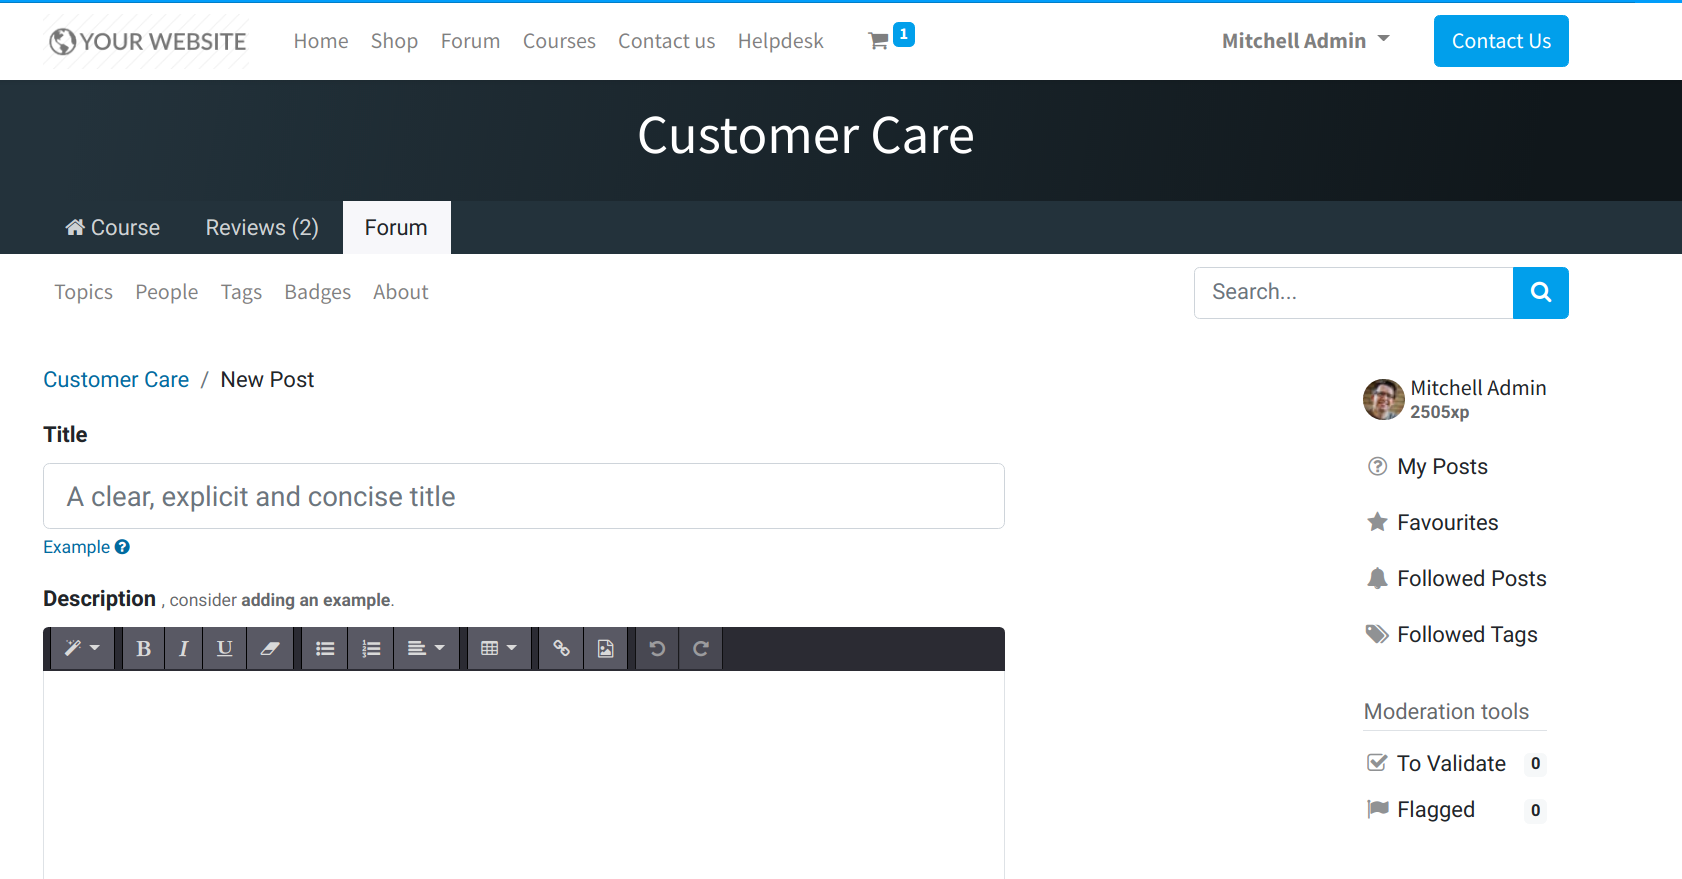 YOUR WEBSITE Home Shop Forum Courses Contact us Helpdesk 1 Mitchell Admin Contact Us
Customer Care
Course Reviews (2) Forum
Topics People Tags Badges About Search...
Customer Care / New Post
Mitchell Admin
2505xp
Title
A clear, explicit and concise title
Example
Description , consider adding an example.
B I U
My Posts
Favourites
Followed Posts
Followed Tags
Moderation tools
To Validate 0
Flagged 0